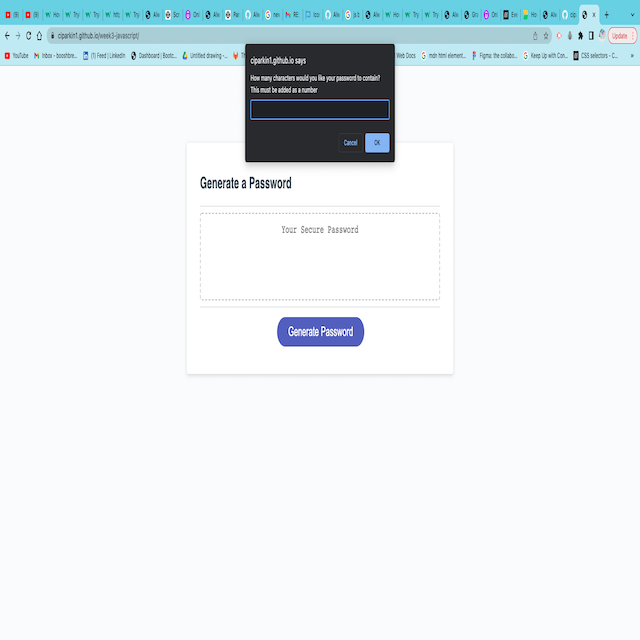 ciparkin1.github.io/week3-javascript/
Update
YouTube
Inbox - booshbre...
(1) Feed | LinkedIn
Dashboard | Bootc...
Untitled drawing -...
Web Docs
mdn html element...
Figma: the collabo...
Keep Up with Con...
CSS selectors - C...
»
ciparkin1.github.io says
How many characters would you like your password to contain?
This must be added as a number
Cancel
OK
Generate a Password
Your Secure Password
Generate Password